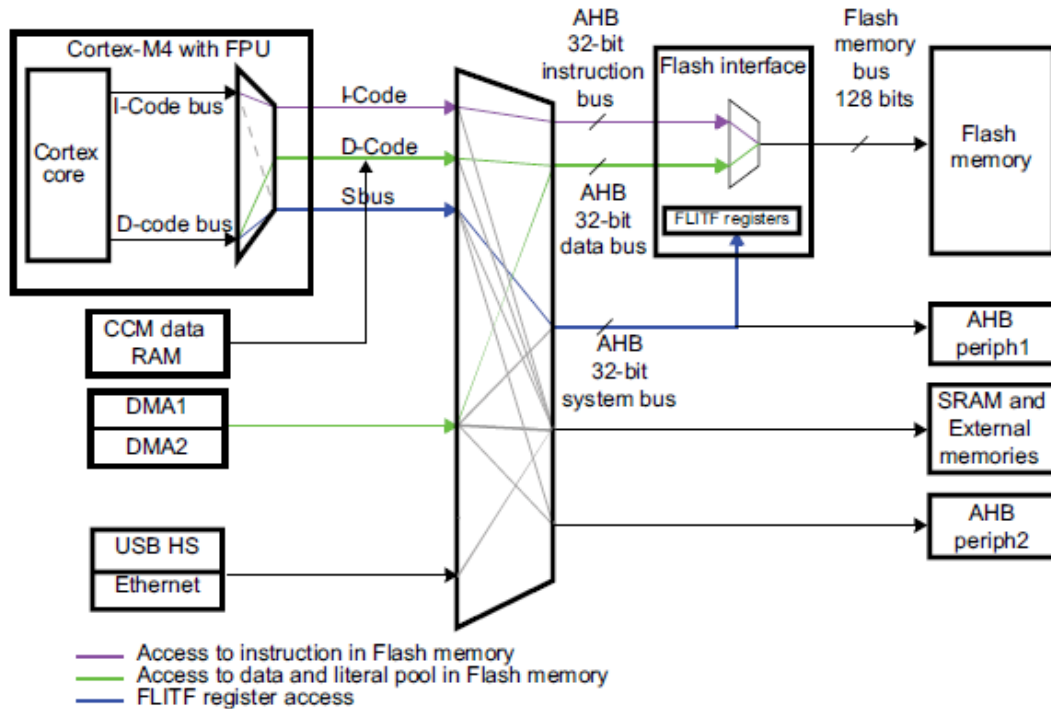 Cortex-M4 with FPU
Cortex
core
I-Code bus
D-code bus
I-Code
D-Code
S bus
CCM data
RAM
DMA1
DMA2
USB HS
Ethernet
AHB
32-bit
instruction
bus
AHB
32-bit
data bus
AHB
32-bit
system bus
Flash interface
FLITF registers
Flash
memory
bus
128 bits
Flash
memory
AHB
periph1
SRAM and
External
memories
AHB
periph2
Access to instruction in Flash memory
Access to data and literal pool in Flash memory
FLITF register access